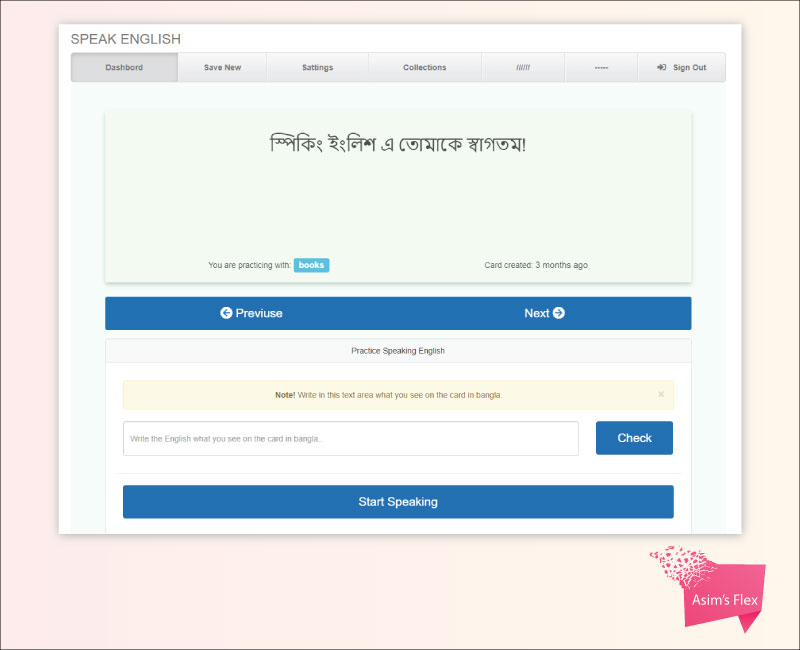 SPEAK ENGLISH
Dashbord Save New Sattings Collections ////// ----- Sign Out
স্পিকিং ইংলিশ এ তোমাকে স্বাগতম!
You are practicing with: books Card created: 3 months ago
Previuse Next
Practice Speaking English
Note! Write in this text area what you see on the card in bangla. ×
Write the English what you see on the card in bangla.. Check
Start Speaking
Asim's Flex